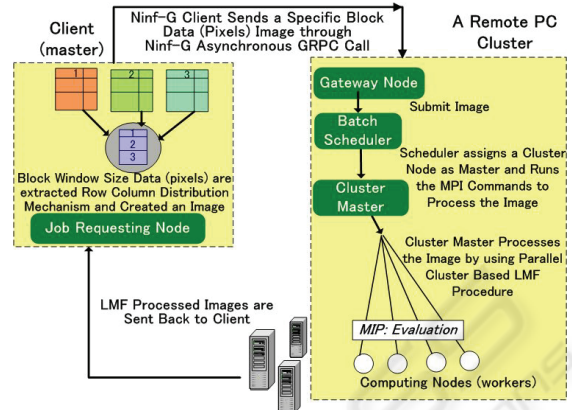 Client
(master)
Ninf-G Client Sends a Specific Block
Data (Pixels) Image through
Ninf-G Asynchronous GRPC Call
A Remote PC
Cluster
1
2
3
1
2
3
Block Window Size Data (pixels) are
extracted Row Column Distribution
Mechanism and Created an Image
Job Requesting Node
Gateway Node
Submit Image
Batch
Scheduler
Scheduler assigns a Cluster
Node as Master and Runs
the MPI Commands to
Process the Image
Cluster
Master
Cluster Master Processes
the Image by using Parallel
Cluster Based LMF
Procedure
LMF Processed Images are
Sent Back to Client
MIP: Evaluation
Computing Nodes (workers)